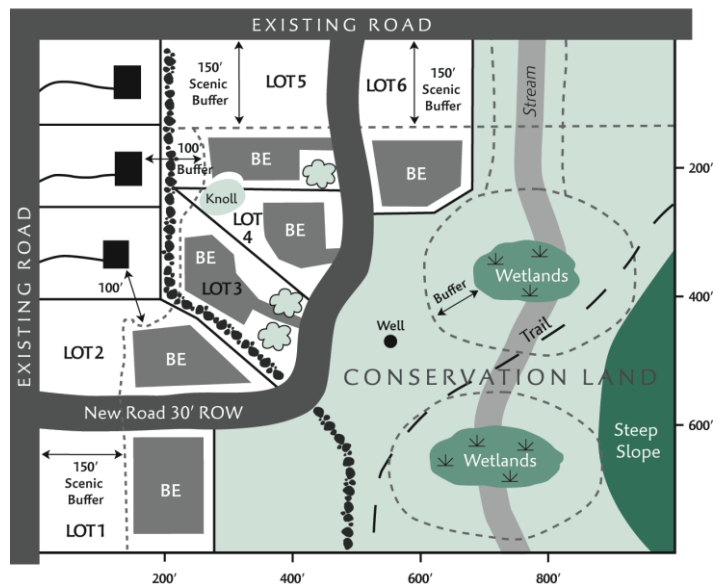 EXISTING ROAD
150’
Scenic
Buffer
LOT 5
LOT 6
150’
Scenic
Buffer
Stream
100’
Buffer
BE
BE
200’
Knoll
LOT
4
BE
BE
EXISTING ROAD
LOT 3
100’
Wetlands
Buffer
400’
Trail
Well
LOT 2
BE
CONSERVATION LAND
New Road 30’ ROW
600’
Steep
Slope
150’
Scenic
Buffer
BE
Wetlands
LOT 1
200’
400’
600’
800’